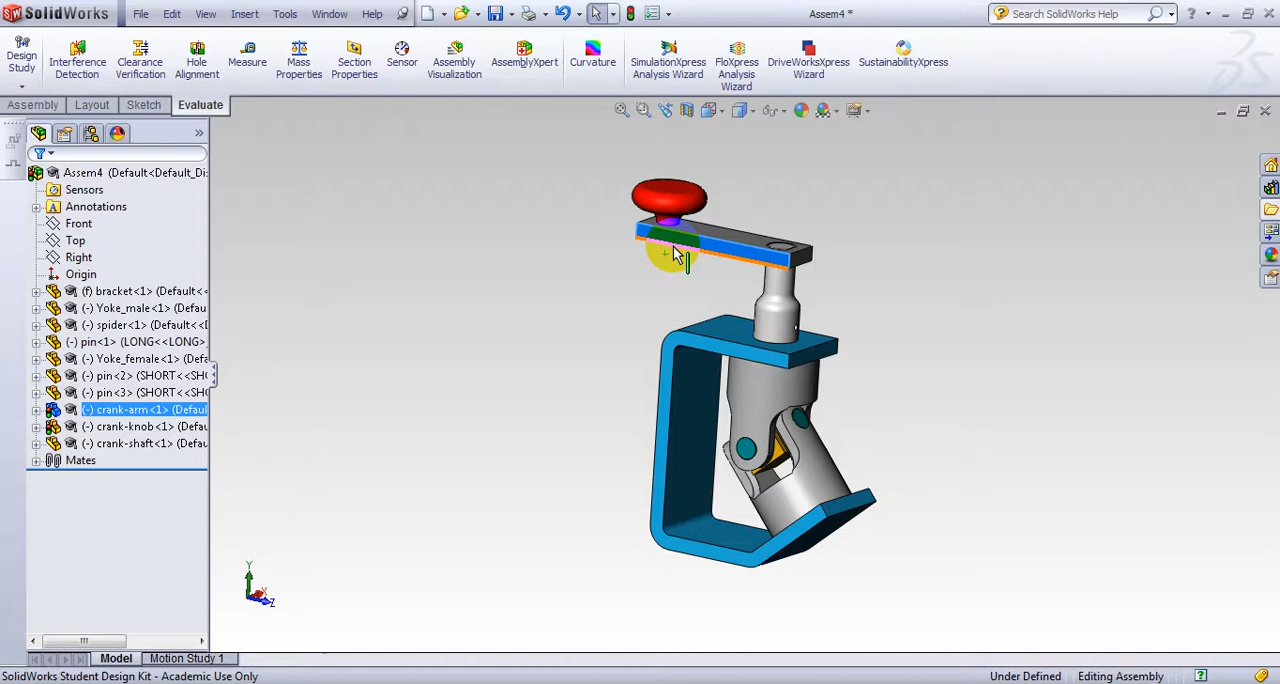 SolidWorks File Edit View Insert Tools Window Help Assem4 * Search SolidWorks Help
Design Study
Interference Detection
Clearance Verification
Hole Alignment
Measure
Mass Properties
Section Properties
Sensor
Assembly Visualization
AssemblyXpert
Curvature
SimulationXpress Analysis Wizard
FloXpress Analysis Wizard
DriveWorksXpress Wizard
SustainabilityXpress
Assembly Layout Sketch Evaluate
Assem4 (Default<Default_Di
Sensors
Annotations
Front
Top
Right
Origin
(f) bracket<1> (Default<<
(-) Yoke_male<1> (Defau
(-) spider<1> (Default<<D
(-) pin<1> (LONG<<LONG>
(-) Yoke_female<1> (Defa
(-) pin<2> (SHORT<<SHO
(-) pin<3> (SHORT<<SHO
(-) crank-arm<1> (Defaul
(-) crank-knob<1> (Defau
(-) crank-shaft<1> (Defau
Mates
Y
X
Z
Model Motion Study 1
SolidWorks Student Design Kit - Academic Use Only Under Defined Editing Assembly